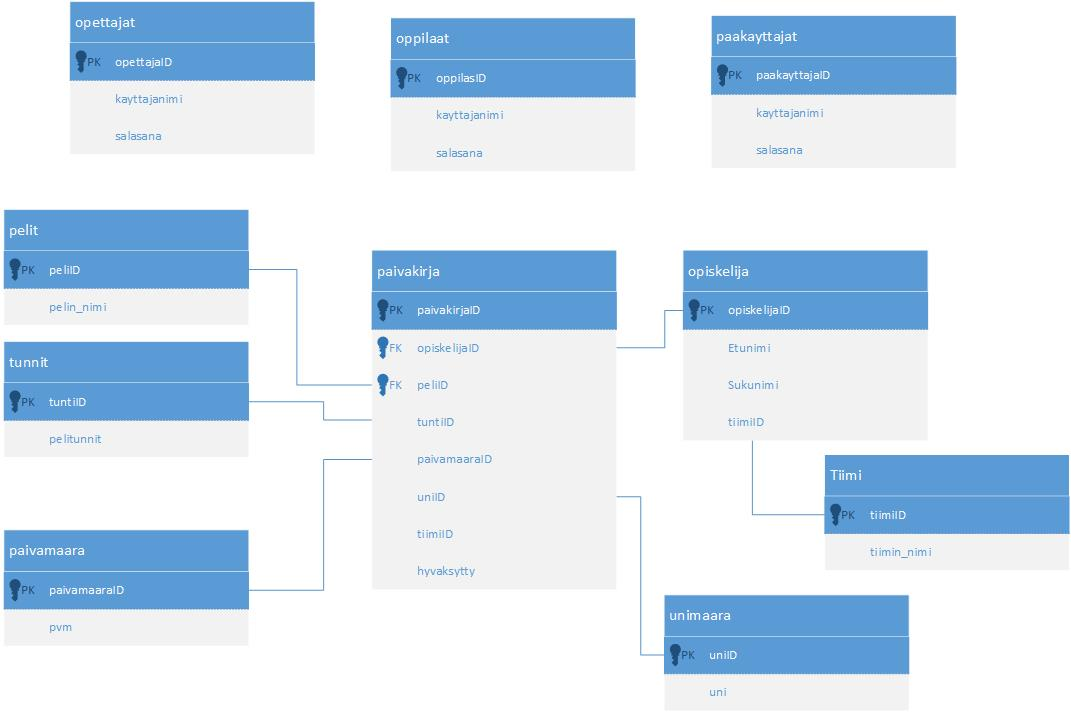 opettajat
PK opettajaID
kayttajanimi
salasana
oppilaat
PK oppilasID
kayttajanimi
salasana
paakayttajat
PK paakayttajaID
kayttajanimi
salasana
pelit
PK peliID
pelin_nimi
tunnit
PK tuntiID
pelitunnit
paivamaara
PK paivamaaraID
pvm
paivakirja
PK paivakirjaID
FK opiskelijaID
FK peliID
tuntiID
paivamaaraID
uniID
tiimiID
hyvaksytty
opiskelija
PK opiskelijaID
Etunimi
Sukunimi
tiimiID
Tiimi
PK tiimiID
tiimin_nimi
unimaara
PK uniID
uni